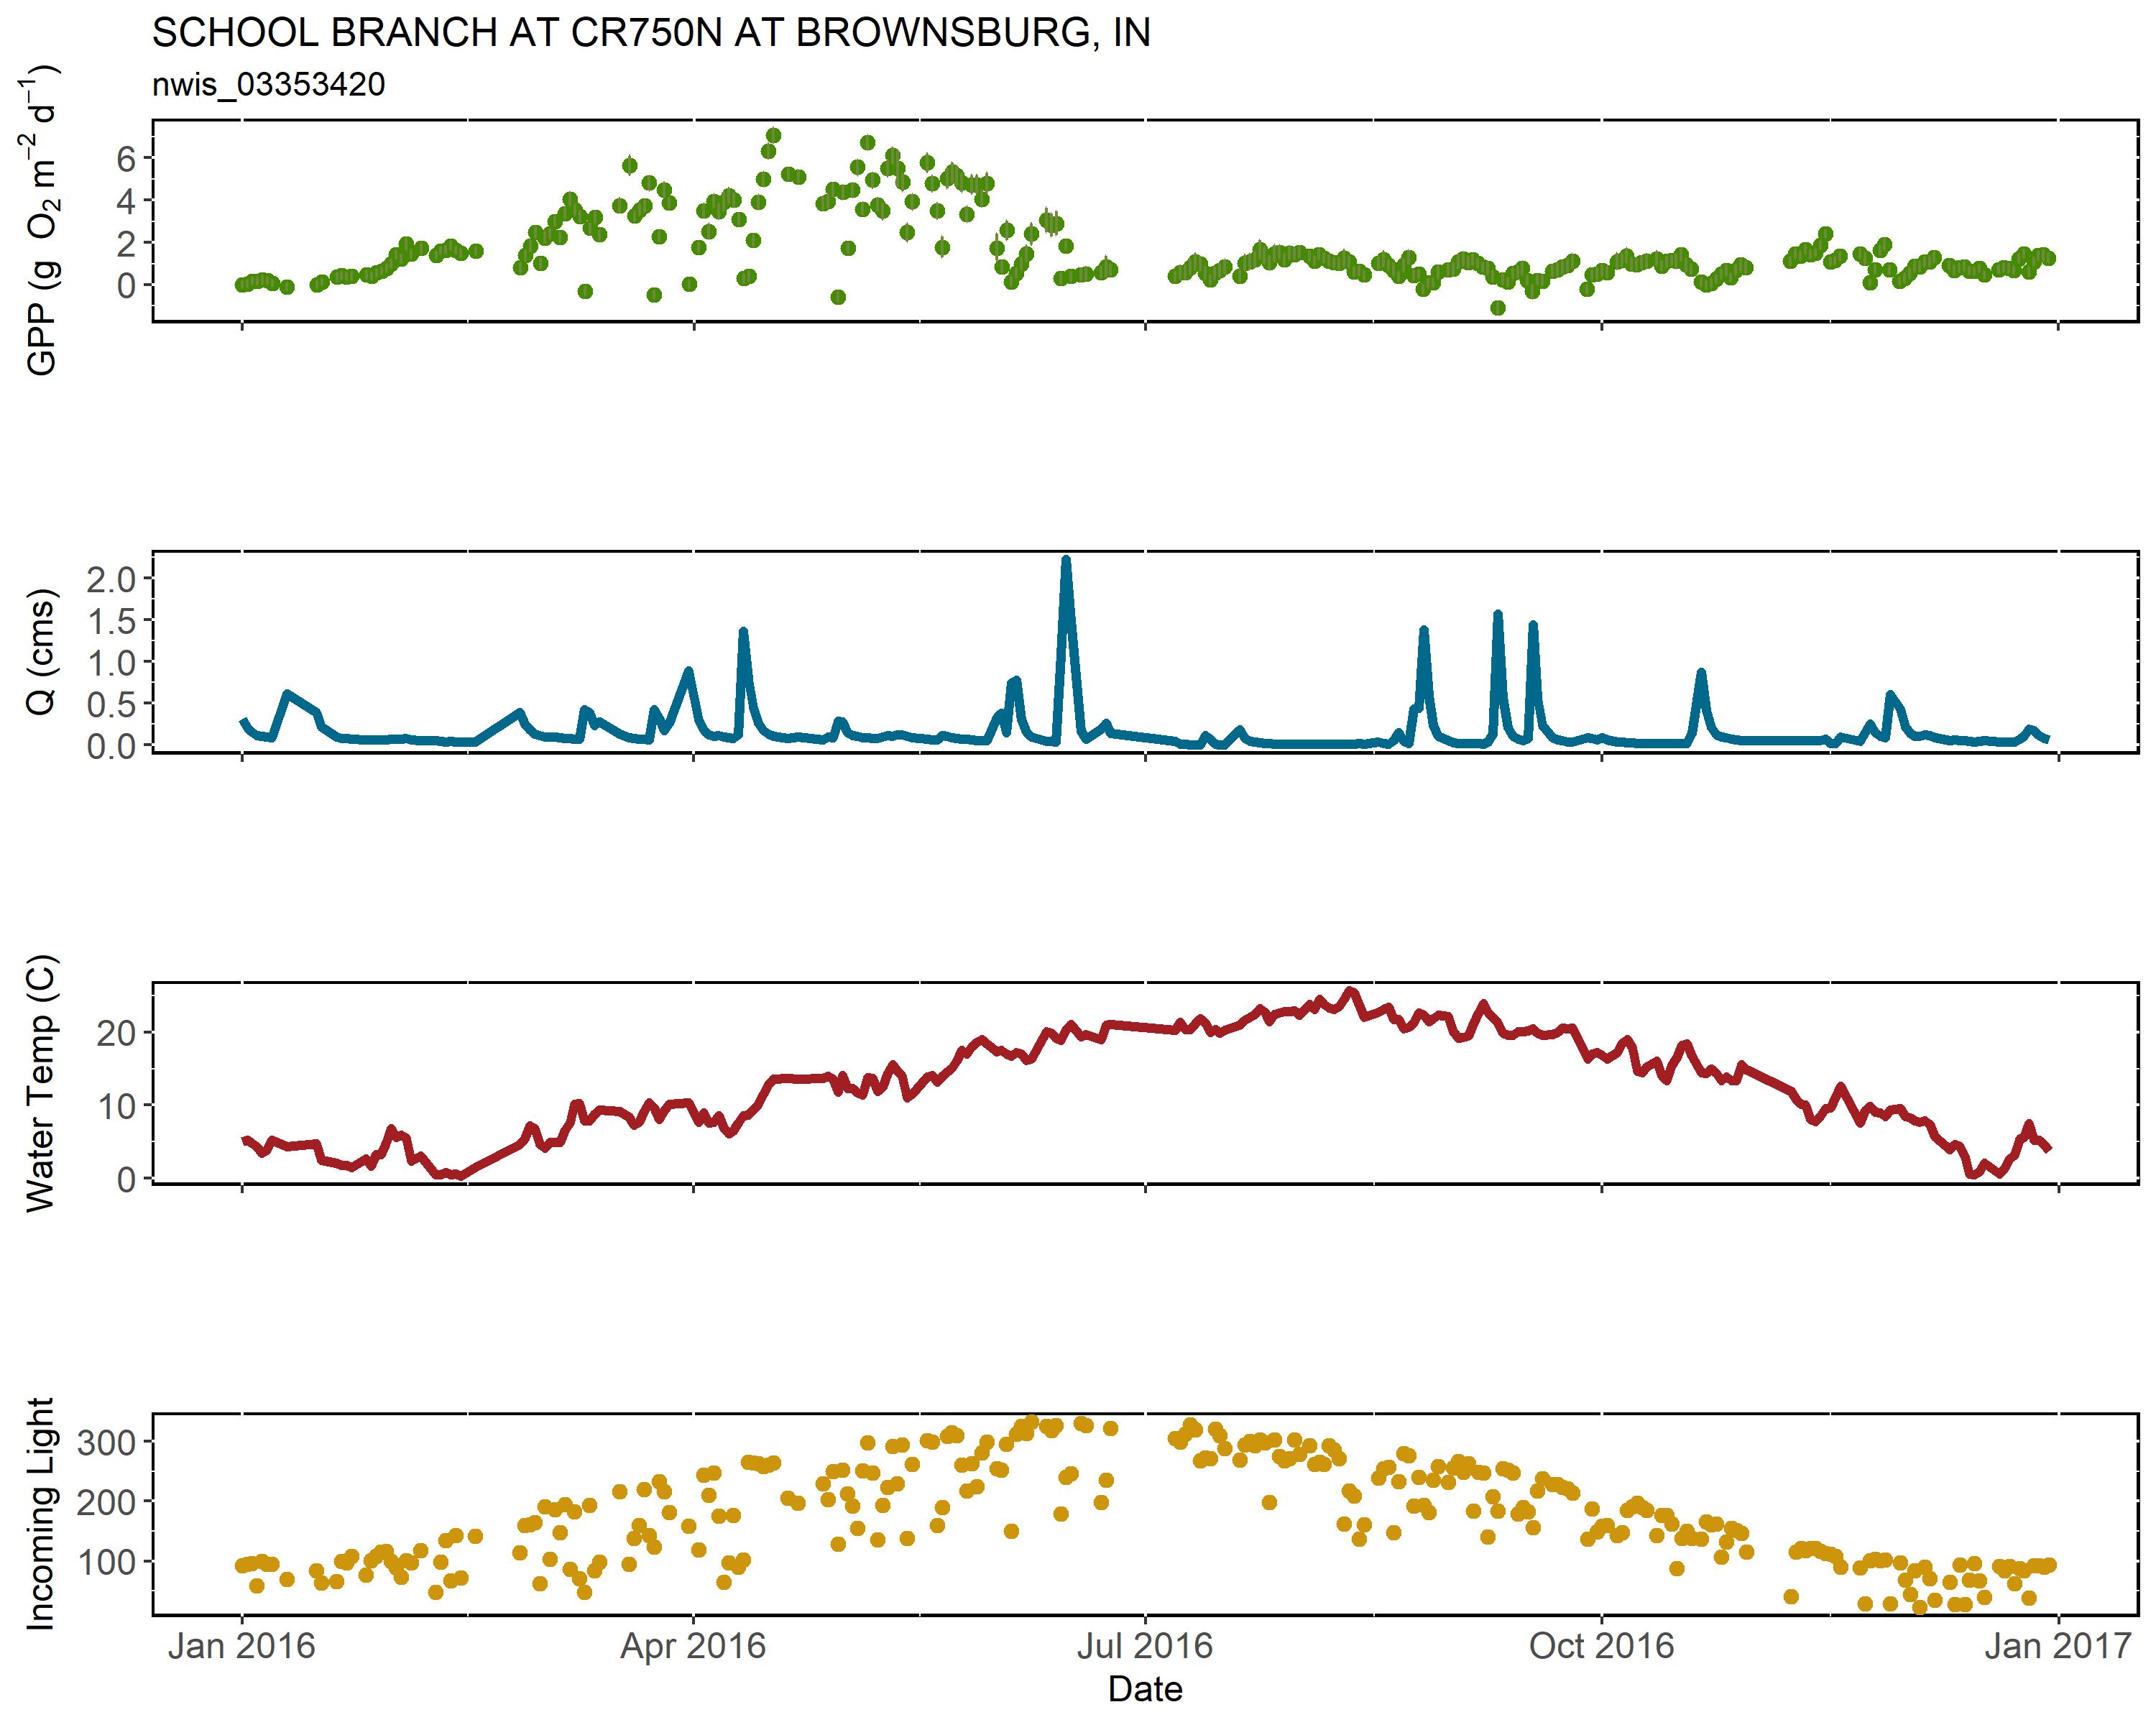 SCHOOL BRANCH AT CR750N AT BROWNSBURG, IN
nwis_03353420
GPP (g O₂ m⁻² d⁻¹)
6
4
2
0
Q (cms)
2.0
1.5
1.0
0.5
0.0
Water Temp (C)
20
10
0
Incoming Light
300
200
100
Jan 2016 Apr 2016 Jul 2016 Oct 2016 Jan 2017
Date